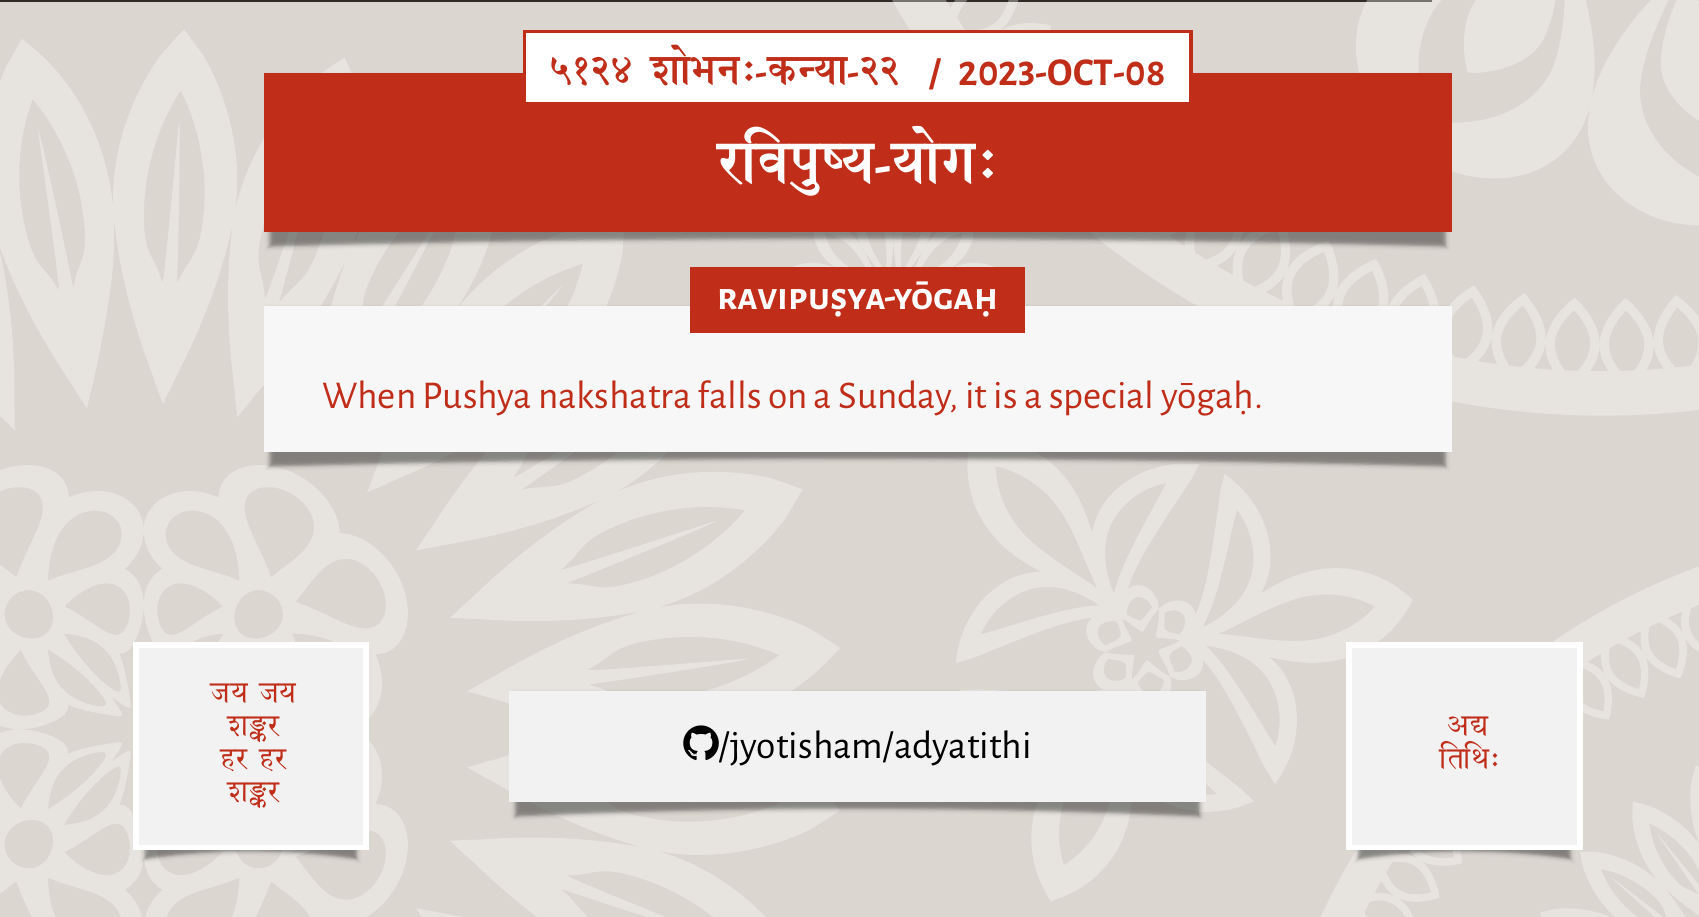 ५१२४ शोभनः-कन्या-२२ / 2023-OCT-08
रविपुष्य-योगः
RAVIPUṢYA-YŌGAḤ
When Pushya nakshatra falls on a Sunday, it is a special yōgaḥ.
जय जय
शङ्कर
हर हर
शङ्कर
/jyotisham/adyatithi
अद्य
तिथिः